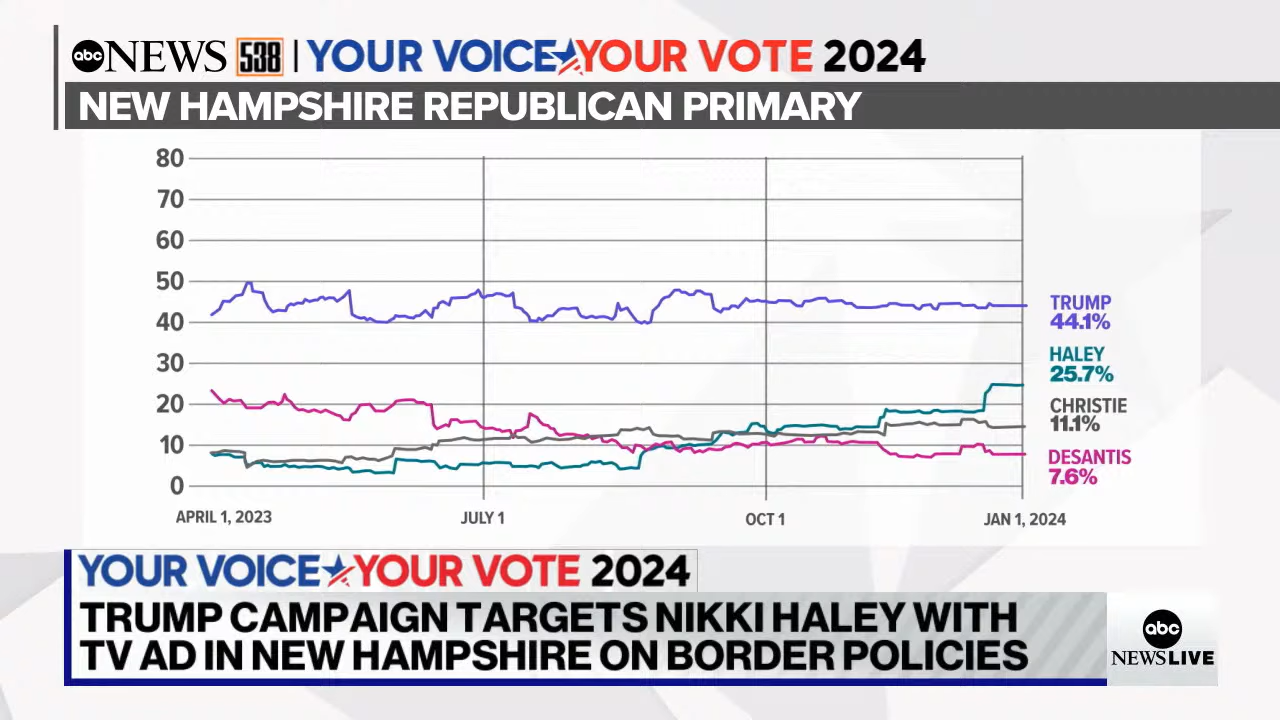 abc NEWS 538 | YOUR VOICE YOUR VOTE 2024
NEW HAMPSHIRE REPUBLICAN PRIMARY
80
70
60
50
40
30
20
10
0
TRUMP
44.1%
HALEY
25.7%
CHRISTIE
11.1%
DESANTIS
7.6%
APRIL 1, 2023
JULY 1
OCT 1
JAN 1, 2024
YOUR VOICE YOUR VOTE 2024
TRUMP CAMPAIGN TARGETS NIKKI HALEY WITH
TV AD IN NEW HAMPSHIRE ON BORDER POLICIES
abc
NEWS LIVE